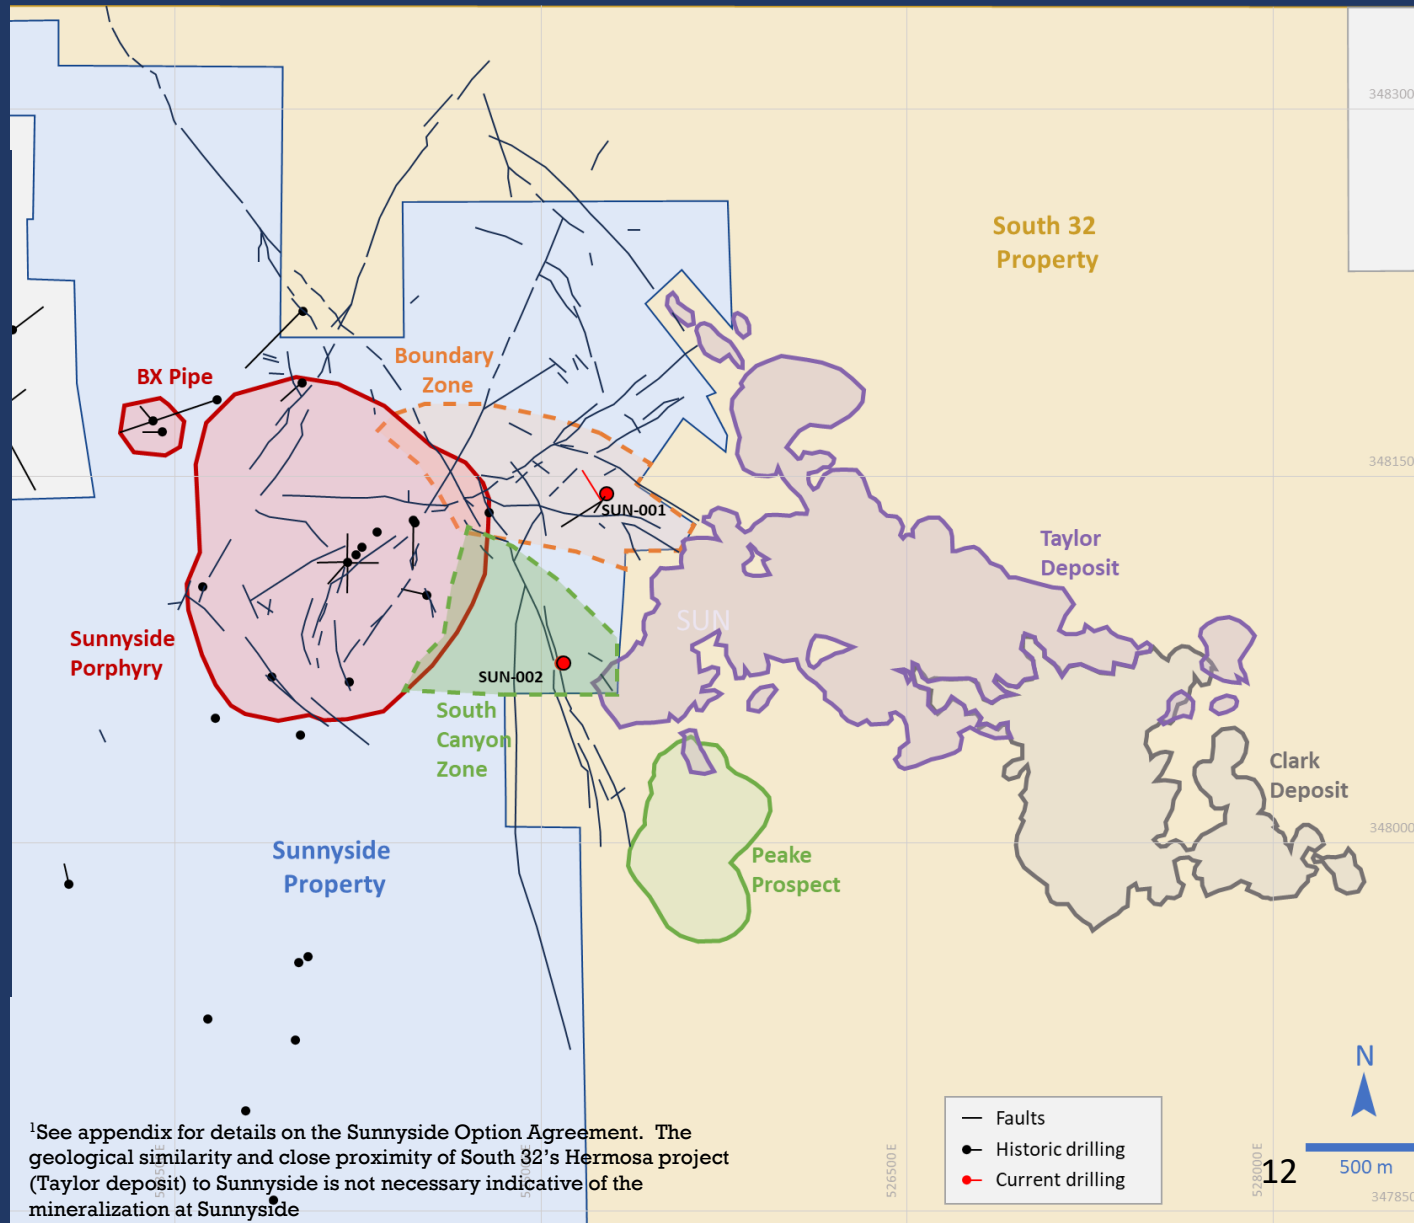 348300
South 32
Property
Boundary
Zone
BX Pipe
348150
SUN-001
Taylor
Deposit
SUN
Sunnyside
Porphyry
SUN-002
South
Canyon
Zone
Clark
Deposit
348000
Sunnyside
Property
Peake
Prospect
N
Faults
Historic drilling
Current drilling
500 m
12
526500E
528000E
347850
¹See appendix for details on the Sunnyside Option Agreement. The
geological similarity and close proximity of South 32’s Hermosa project
(Taylor deposit) to Sunnyside is not necessary indicative of the
mineralization at Sunnyside